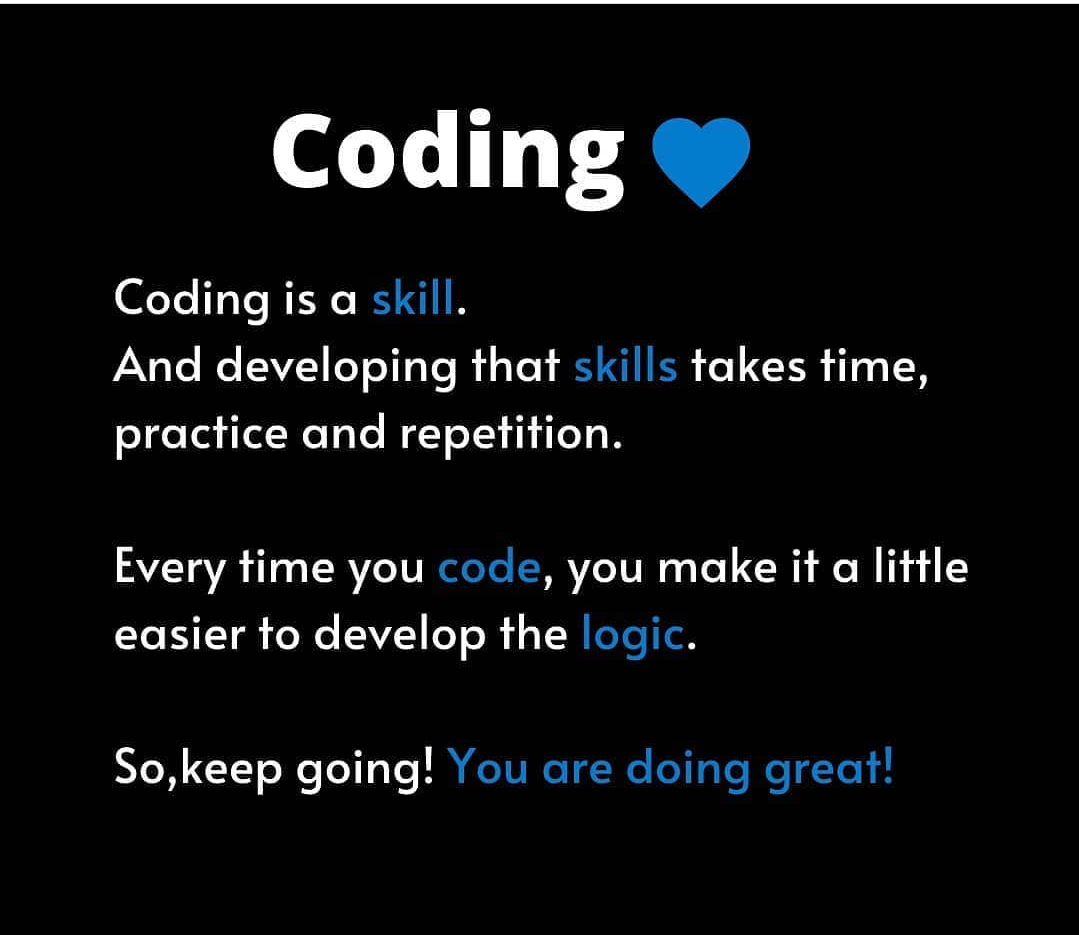 Coding 💙
Coding is a skill.
And developing that skills takes time,
practice and repetition.
Every time you code, you make it a little
easier to develop the logic.
So,keep going! You are doing great!